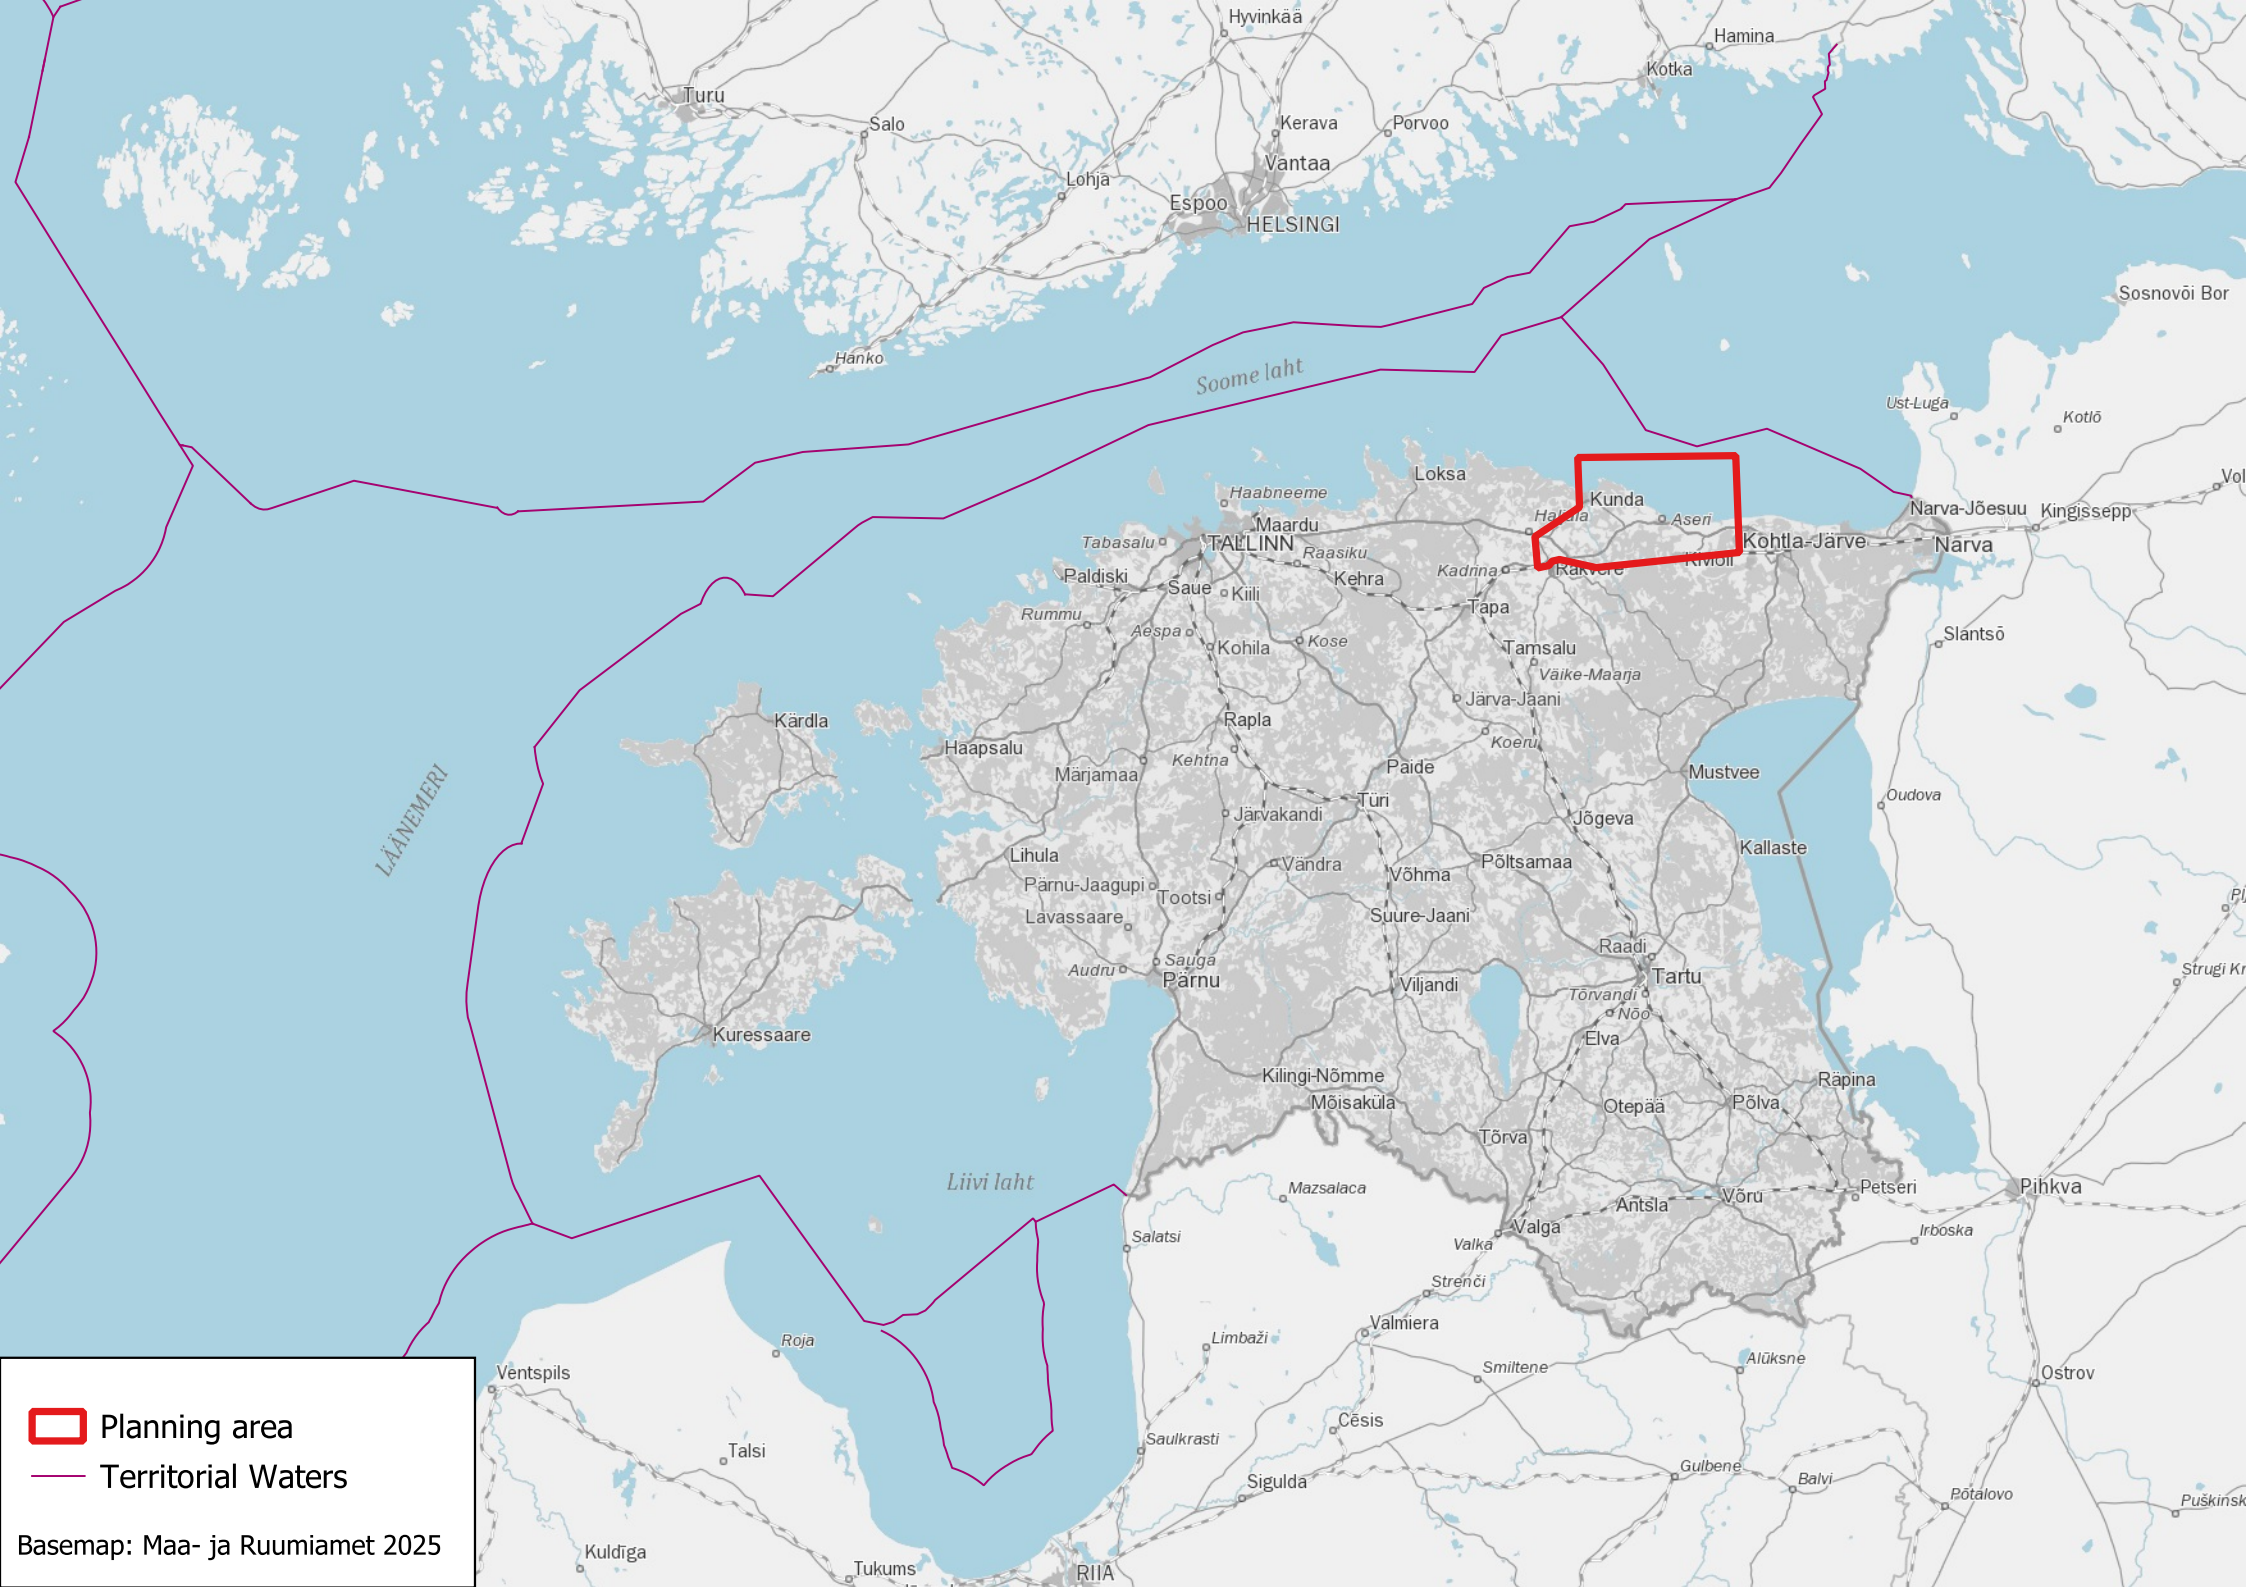 Hyvinkää
Hamina
Kotka
Turu
Salo
Kerava
Porvoo
Vantaa
Lohja
Espoo
HELSINGI
Sosnovõi Bor
Hanko
Soome laht
Ust-Luga
Kotlõ
Loksa
Haabneeme
Kunda
Haljala
Aseri
Narva-Jõesuu
Kingissepp
Maardu
TALLINN
Tabasalu
Raasiku
Kohtla-Järve
Narva
Kiviõli
Paldiski
Saue
Kiili
Kehra
Kadrina
Rakvere
Rummu
Tapa
Aespa
Kohila
Kose
Tamsalu
Slantsõ
Väike-Maarja
Järva-Jaani
Kärdla
Rapla
Koeru
Haapsalu
Kehtna
Märjamaa
Paide
Mustvee
LÄÄNEMERI
Türi
Oudova
Järvakandi
Jõgeva
Kallaste
Lihula
Vändra
Võhma
Põltsamaa
Pärnu-Jaagupi
Tootsi
Lavassaare
Suure-Jaani
Raadi
Audru
Sauga
Pärnu
Viljandi
Tartu
Tõrvandi
Nõo
Strugi Kr
Kuressaare
Elva
Kilingi-Nõmme
Mõisaküla
Otepää
Põlva
Räpina
Tõrva
Liivi laht
Mazsalaca
Antsla
Võru
Petseri
Pihkva
Salatsi
Valga
Valka
Irboska
Strenči
Roja
Limbaži
Valmiera
Smiltene
Alūksne
Ostrov
Ventspils
Cēsis
Talsi
Saulkrasti
Sigulda
Gulbene
Balvi
Põtalovo
Puškinsk
Kuldīga
Tukums
RIIA
Planning area
Territorial Waters
Basemap: Maa- ja Ruumiamet 2025